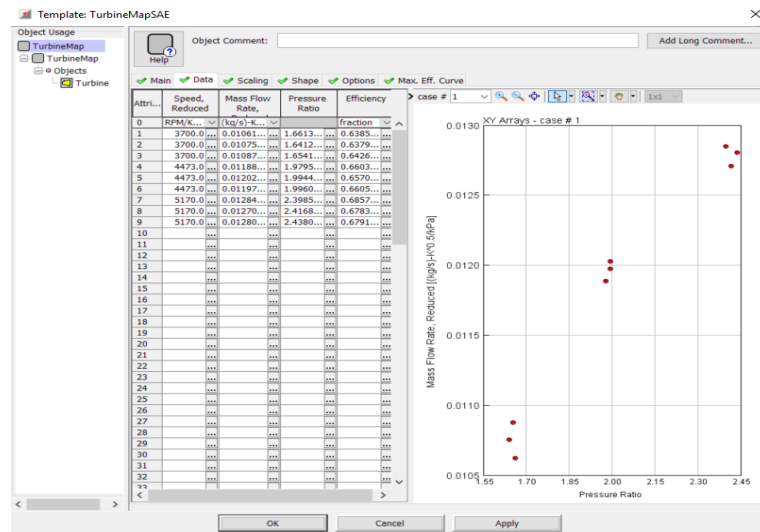 Template: TurbineMapSAE
Object Usage
TurbineMap
TurbineMap
Objects
Turbine
Help
Object Comment:
Add Long Comment...
Main Data Scaling Shape Options Max. Eff. Curve
Attri... Speed, Reduced Mass Flow Rate, Pressure Ratio Efficiency
0 RPM/K... (kg/s)-K... fraction
1 3700.0 ... 0.01061... ... 1.6613... ... 0.6385... ...
2 3700.0 ... 0.01075... ... 1.6412... ... 0.6379... ...
3 3700.0 ... 0.01087... ... 1.6541... ... 0.6426... ...
4 4473.0 ... 0.01188... ... 1.9795... ... 0.6603... ...
5 4473.0 ... 0.01202... ... 1.9944... ... 0.6570... ...
6 4473.0 ... 0.01197... ... 1.9960... ... 0.6605... ...
7 5170.0 ... 0.01284... ... 2.3985... ... 0.6857... ...
8 5170.0 ... 0.01270... ... 2.4168... ... 0.6783... ...
9 5170.0 ... 0.01280... ... 2.4380... ... 0.6791... ...
10 ... ... ... ...
11 ... ... ... ...
12 ... ... ... ...
13 ... ... ... ...
14 ... ... ... ...
15 ... ... ... ...
16 ... ... ... ...
17 ... ... ... ...
18 ... ... ... ...
19 ... ... ... ...
20 ... ... ... ...
21 ... ... ... ...
22 ... ... ... ...
23 ... ... ... ...
24 ... ... ... ...
25 ... ... ... ...
26 ... ... ... ...
27 ... ... ... ...
28 ... ... ... ...
29 ... ... ... ...
30 ... ... ... ...
31 ... ... ... ...
32 ... ... ... ...
33
case # 1
1x1
XY Arrays - case # 1
Mass Flow Rate, Reduced [(kg/s)-K^0.5/kPa]
0.0130
0.0125
0.0120
0.0115
0.0110
0.0105
1.55 1.70 1.85 2.00 2.15 2.30 2.45
Pressure Ratio
OK Cancel Apply